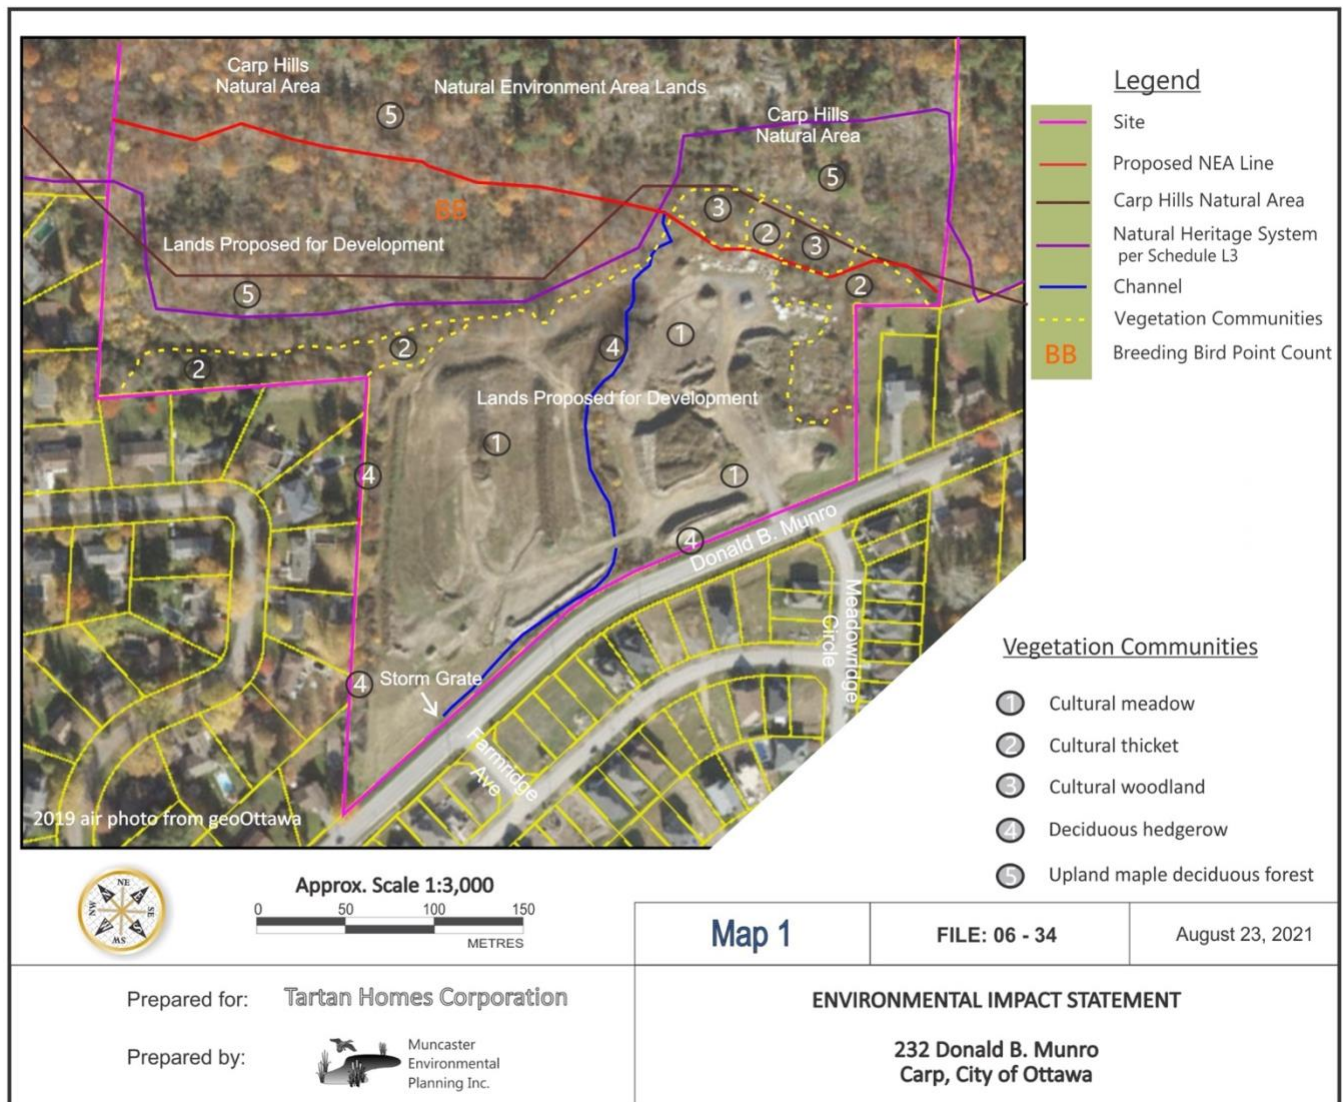 Carp Hills
Natural Area
Natural Environment Area Lands
5
Carp Hills
Natural Area
5
3
BB
2
Lands Proposed for Development
3
5
2
1
4
2
2
Lands Proposed for Development
1
4
1
4
Donald B. Munro
Meadowridge
Circle
4
Storm Grate
Farmridge
Ave
2019 air photo from geoOttawa
Legend
Site
Proposed NEA Line
Carp Hills Natural Area
Natural Heritage System
per Schedule L3
Channel
Vegetation Communities
BB Breeding Bird Point Count
Vegetation Communities
1 Cultural meadow
2 Cultural thicket
3 Cultural woodland
4 Deciduous hedgerow
5 Upland maple deciduous forest
NE
NW
SE
SW
Approx. Scale 1:3,000
0 50 100 150
METRES
Map 1
FILE: 06 - 34
August 23, 2021
Prepared for: Tartan Homes Corporation
Prepared by:
Muncaster
Environmental
Planning Inc.
ENVIRONMENTAL IMPACT STATEMENT
232 Donald B. Munro
Carp, City of Ottawa